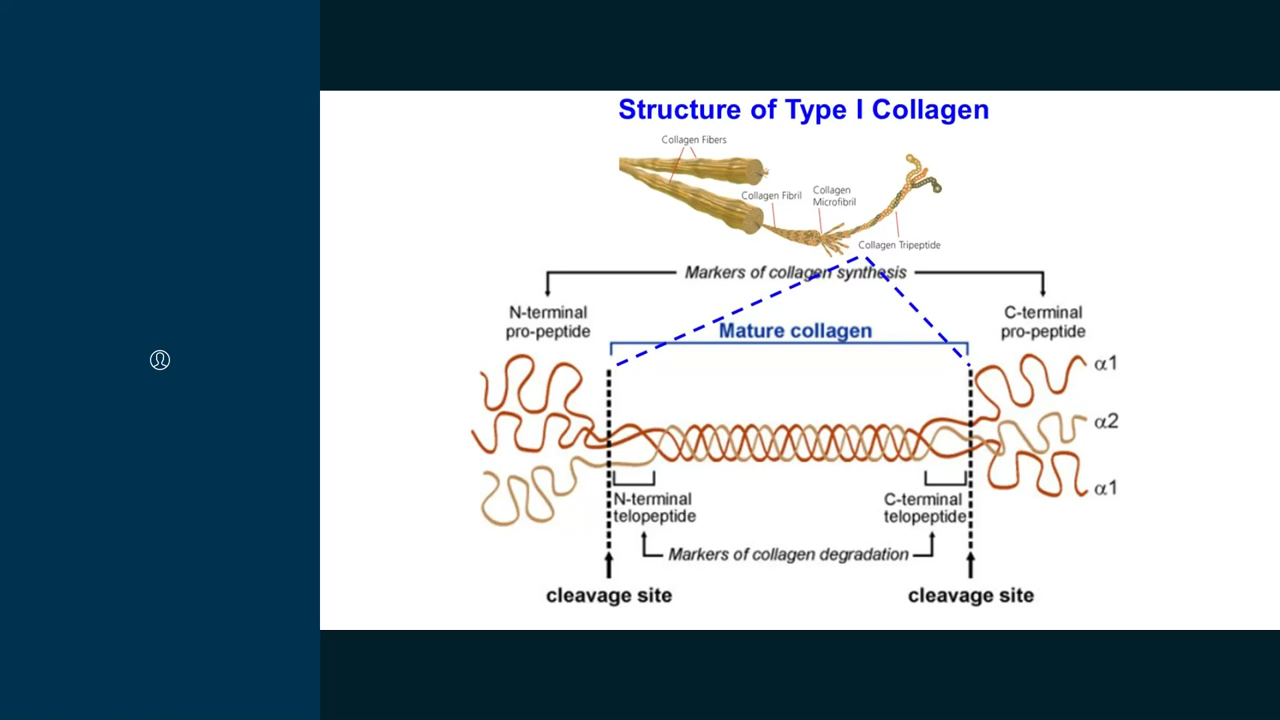 Structure of Type I Collagen
Collagen Fibers
Collagen Fibril
Collagen
Microfibril
Collagen Tripeptide
Markers of collagen synthesis
N-terminal
pro-peptide
C-terminal
pro-peptide
Mature collagen
α1
α2
α1
N-terminal
telopeptide
C-terminal
telopeptide
Markers of collagen degradation
cleavage site
cleavage site